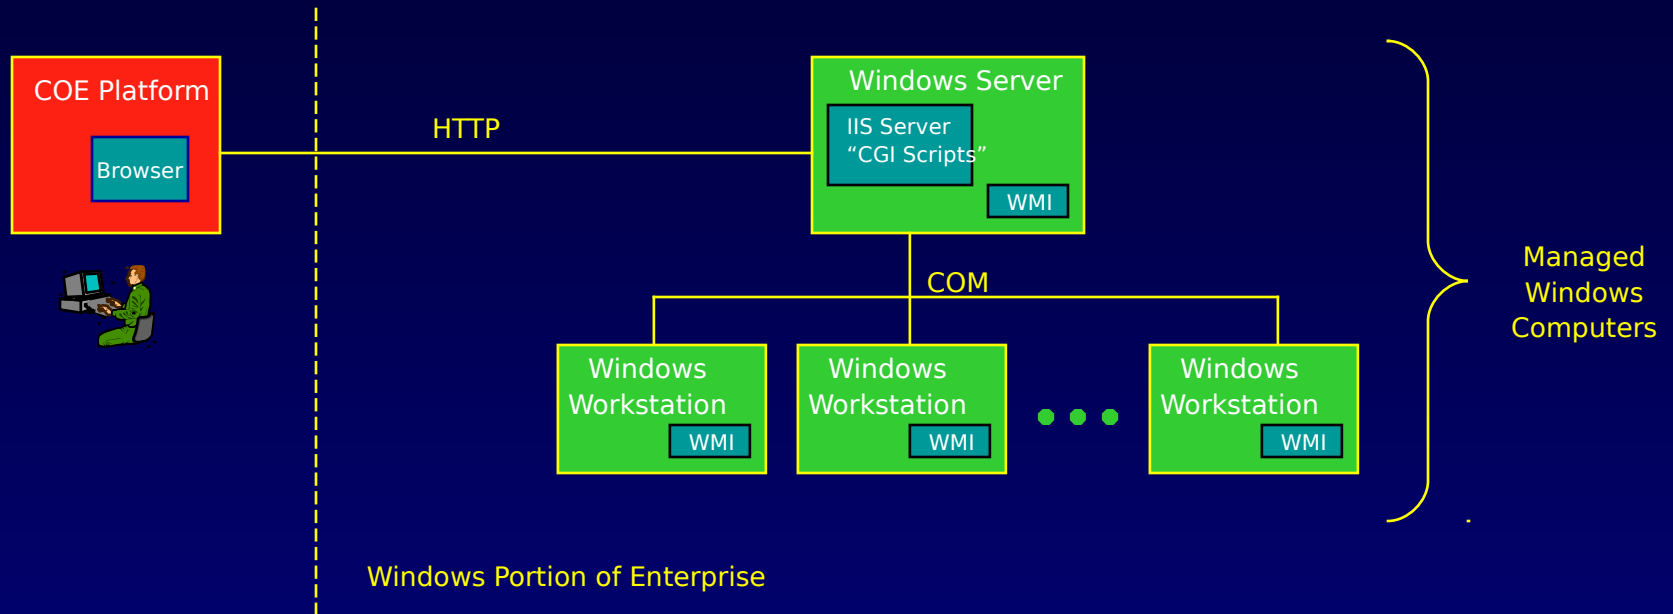 COE Platform
Browser
HTTP
Windows Server
IIS Server
“CGI Scripts”
WMI
COM
Windows
Workstation
WMI
Windows
Workstation
WMI
Windows
Workstation
WMI
Managed
Windows
Computers
Windows Portion of Enterprise